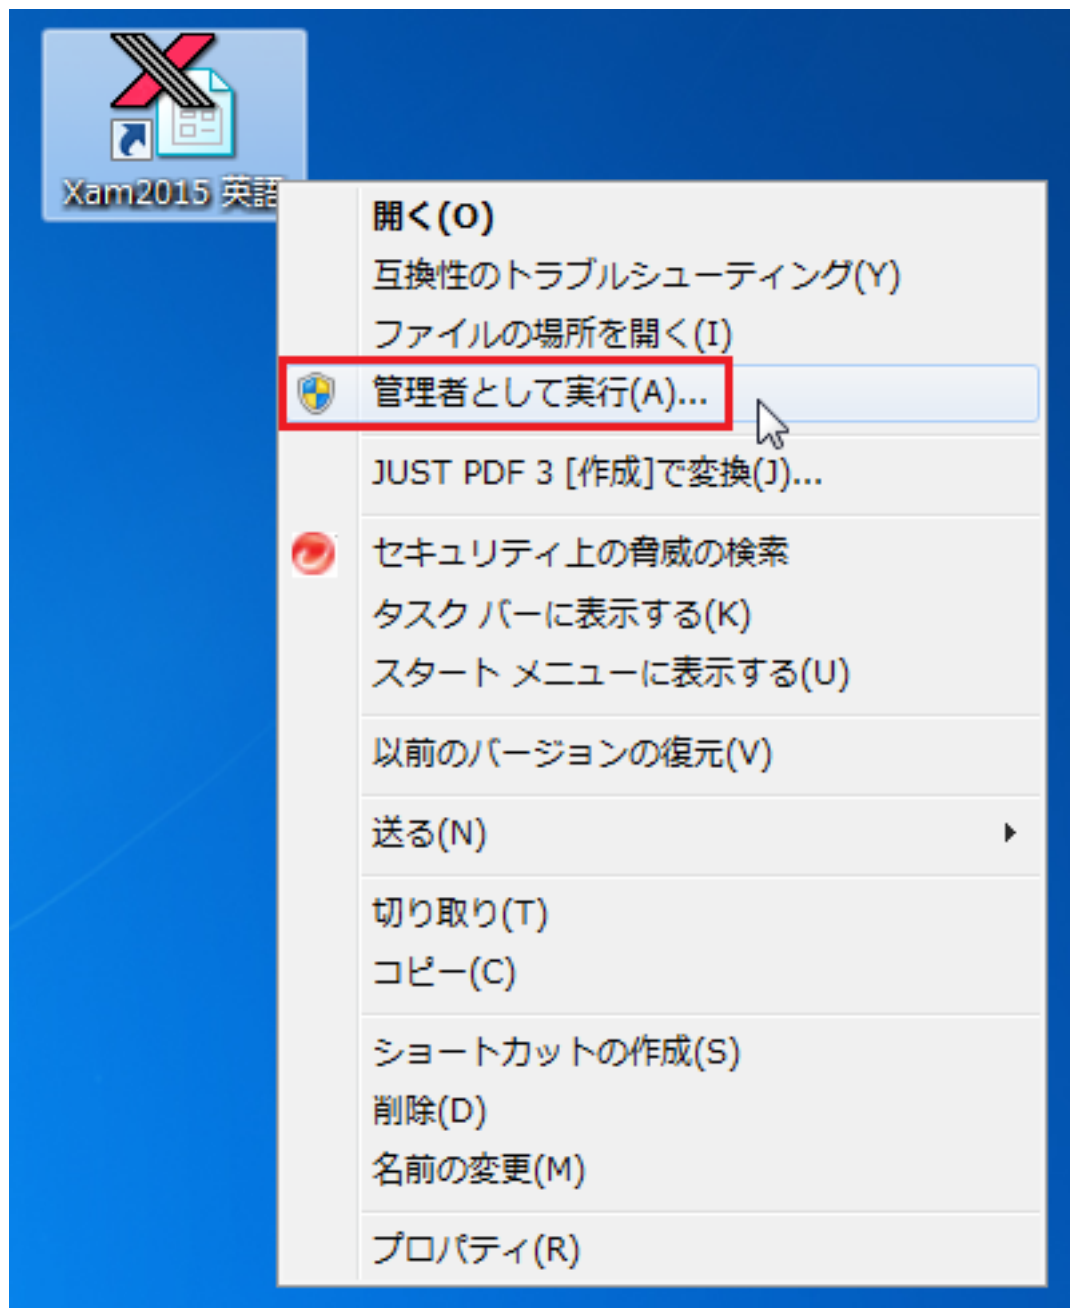 Xam2015 英語
開く(O)
互換性のトラブルシューティング(Y)
ファイルの場所を開く(I)
管理者として実行(A)...
JUST PDF 3 [作成]で変換(J)...
セキュリティ上の脅威の検索
タスク バーに表示する(K)
スタート メニューに表示する(U)
以前のバージョンの復元(V)
送る(N)
切り取り(T)
コピー(C)
ショートカットの作成(S)
削除(D)
名前の変更(M)
プロパティ(R)